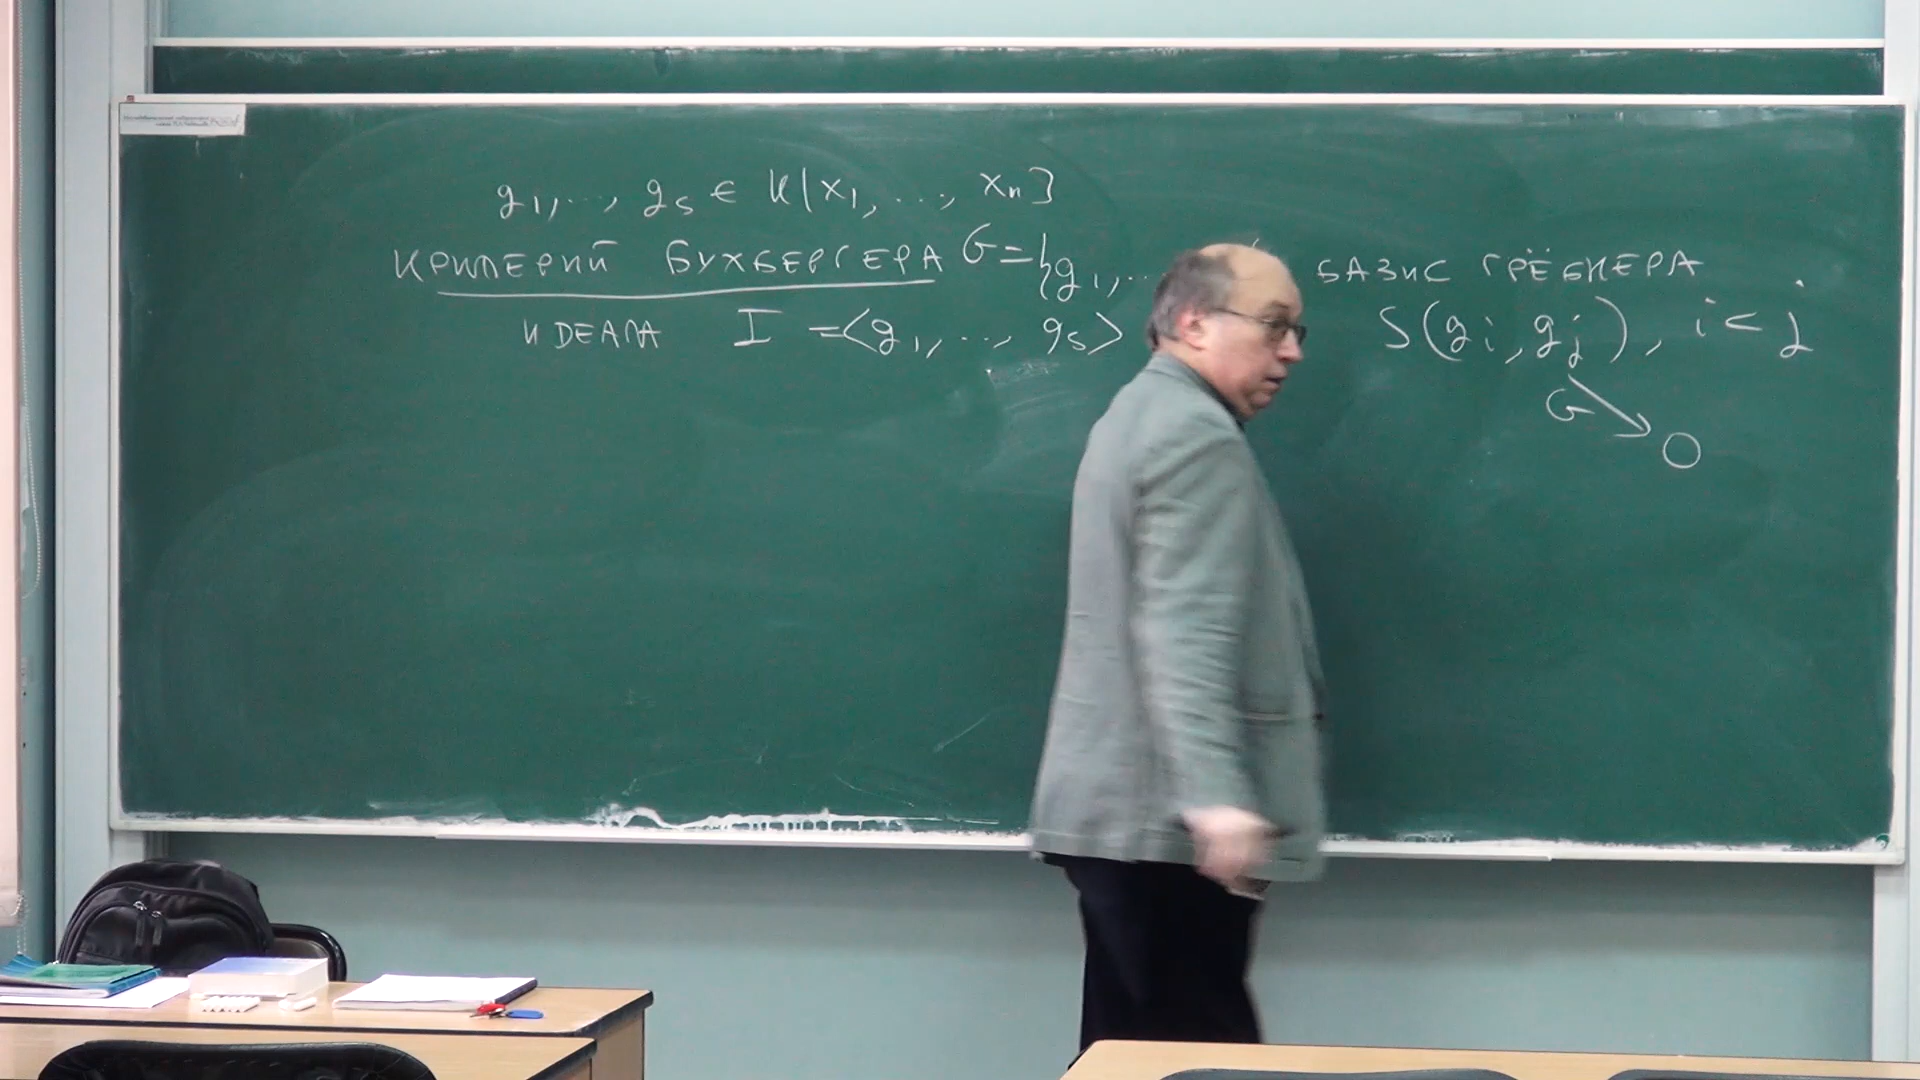 g₁, ..., gₛ ∈ K[x₁, ..., xₙ]
КРИТЕРИЙ БУХБЕРГЕРА G = {g₁, ... БАЗИС ГРЁБНЕРА
ИДЕАЛА I = <g₁, ..., gₛ> S(gᵢ, gⱼ), i < j
G
0